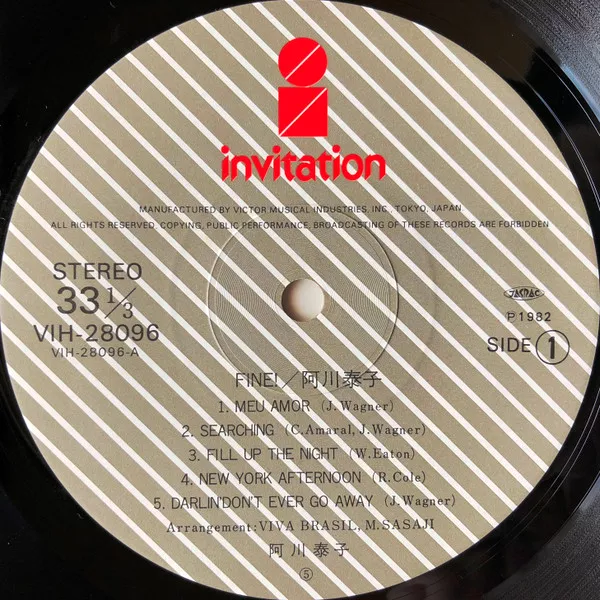 invitation
MANUFACTURED BY VICTOR MUSICAL INDUSTRIES, INC., TOKYO, JAPAN.
ALL RIGHTS RESERVED, COPYING, PUBLIC PERFORMANCE, BROADCASTING OF THESE RECORDS ARE FORBIDDEN
STEREO
33 1/3
VIH-28096
VIH-28096-A
JASRAC
Ⓟ1982
SIDE 1
FINE!／阿川泰子
1. MEU AMOR (J. Wagner)
2. SEARCHING (C. Amaral, J. Wagner)
3. FILL UP THE NIGHT (W. Eaton)
4. NEW YORK AFTERNOON (R. Cole)
5. DARLIN' DON'T EVER GO AWAY (J. Wagner)
Arrangement: VIVA BRASIL, M. SASAJI
阿川泰子
⑤